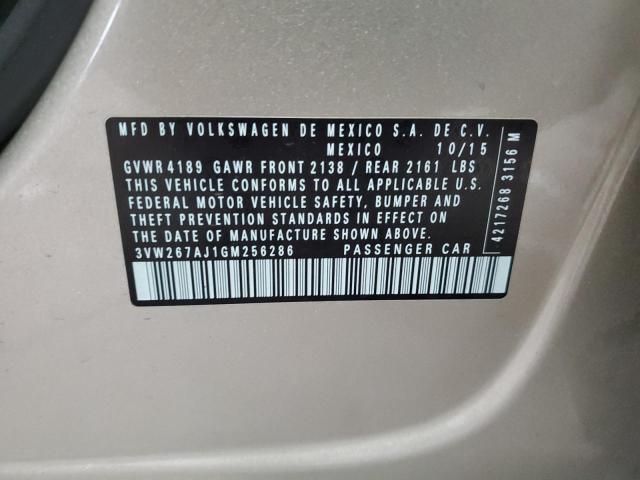 MFD BY VOLKSWAGEN DE MEXICO S.A. DE C.V.
MEXICO 10/15
GVWR 4189 GAWR FRONT 2138 / REAR 2161 LBS
THIS VEHICLE CONFORMS TO ALL APPLICABLE U.S.
FEDERAL MOTOR VEHICLE SAFETY, BUMPER AND
THEFT PREVENTION STANDARDS IN EFFECT ON
THE DATE OF MANUFACTURE SHOWN ABOVE.
3VW267AJ1GM256286 PASSENGER CAR
4217268 3156 M